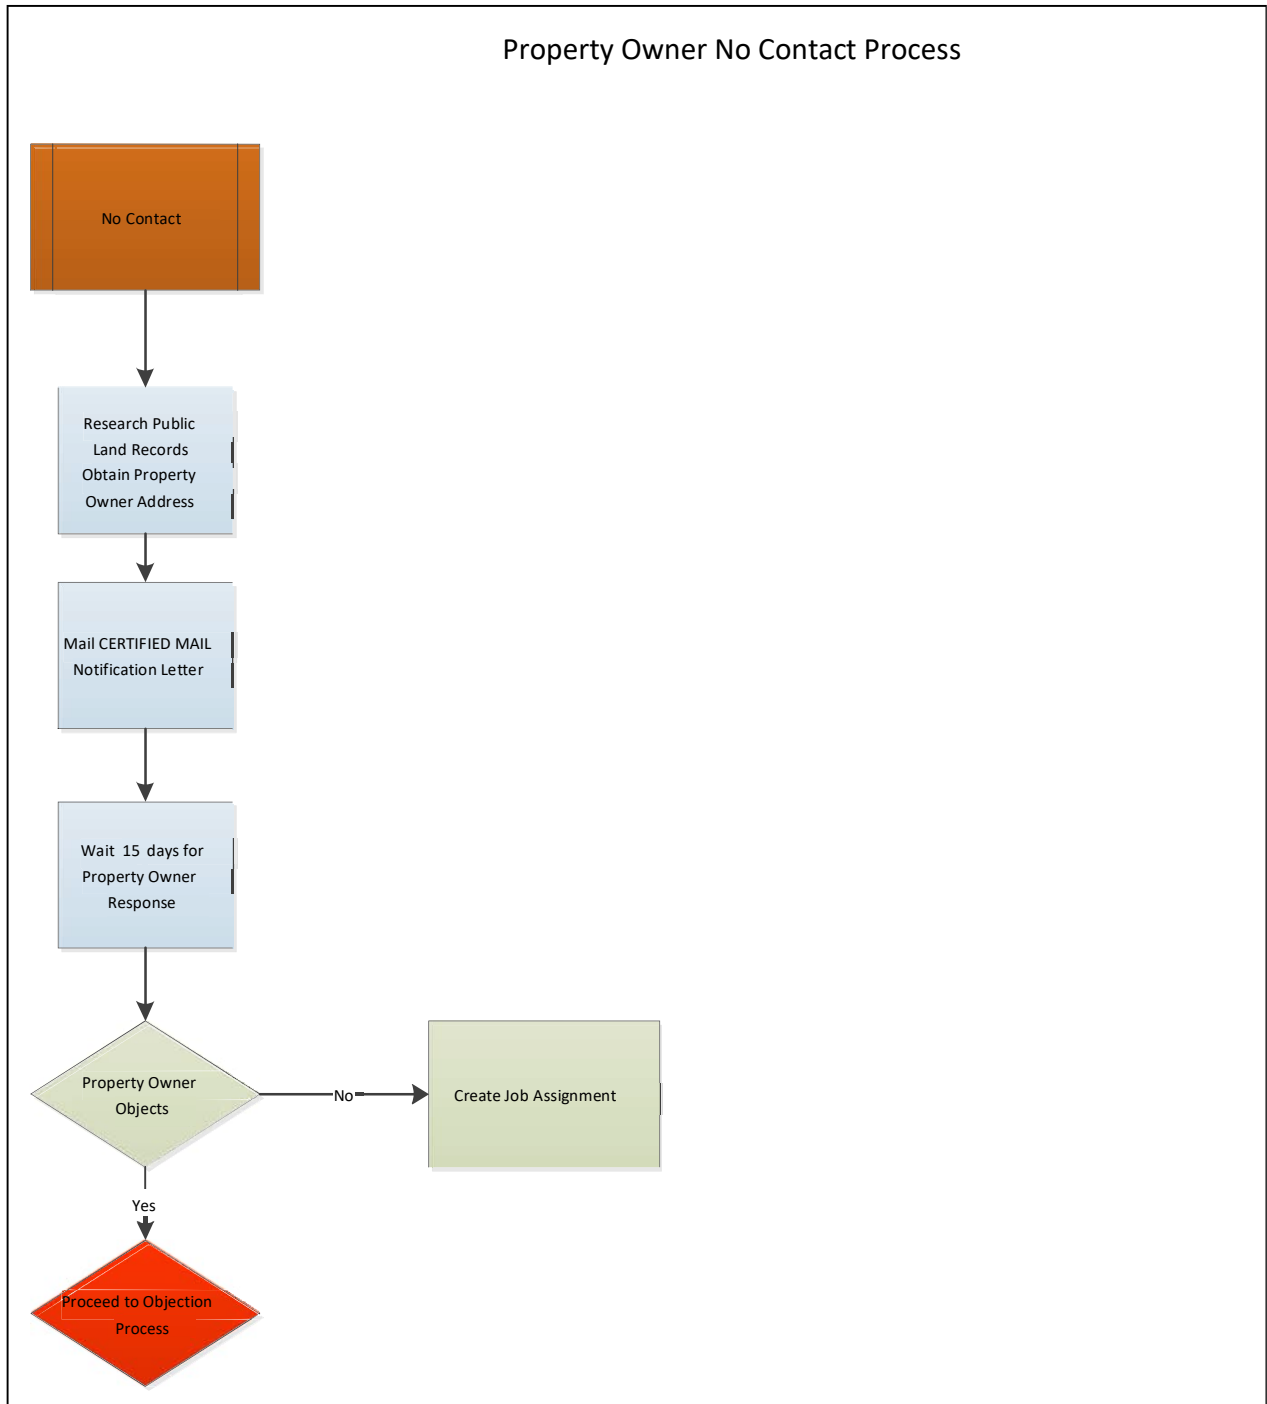 Property Owner No Contact Process
No Contact
Research Public
Land Records
Obtain Property
Owner Address
Mail CERTIFIED MAIL
Notification Letter
Wait 15 days for
Property Owner
Response
Property Owner
Objects
No
Create Job Assignment
Yes
Proceed to Objection
Process